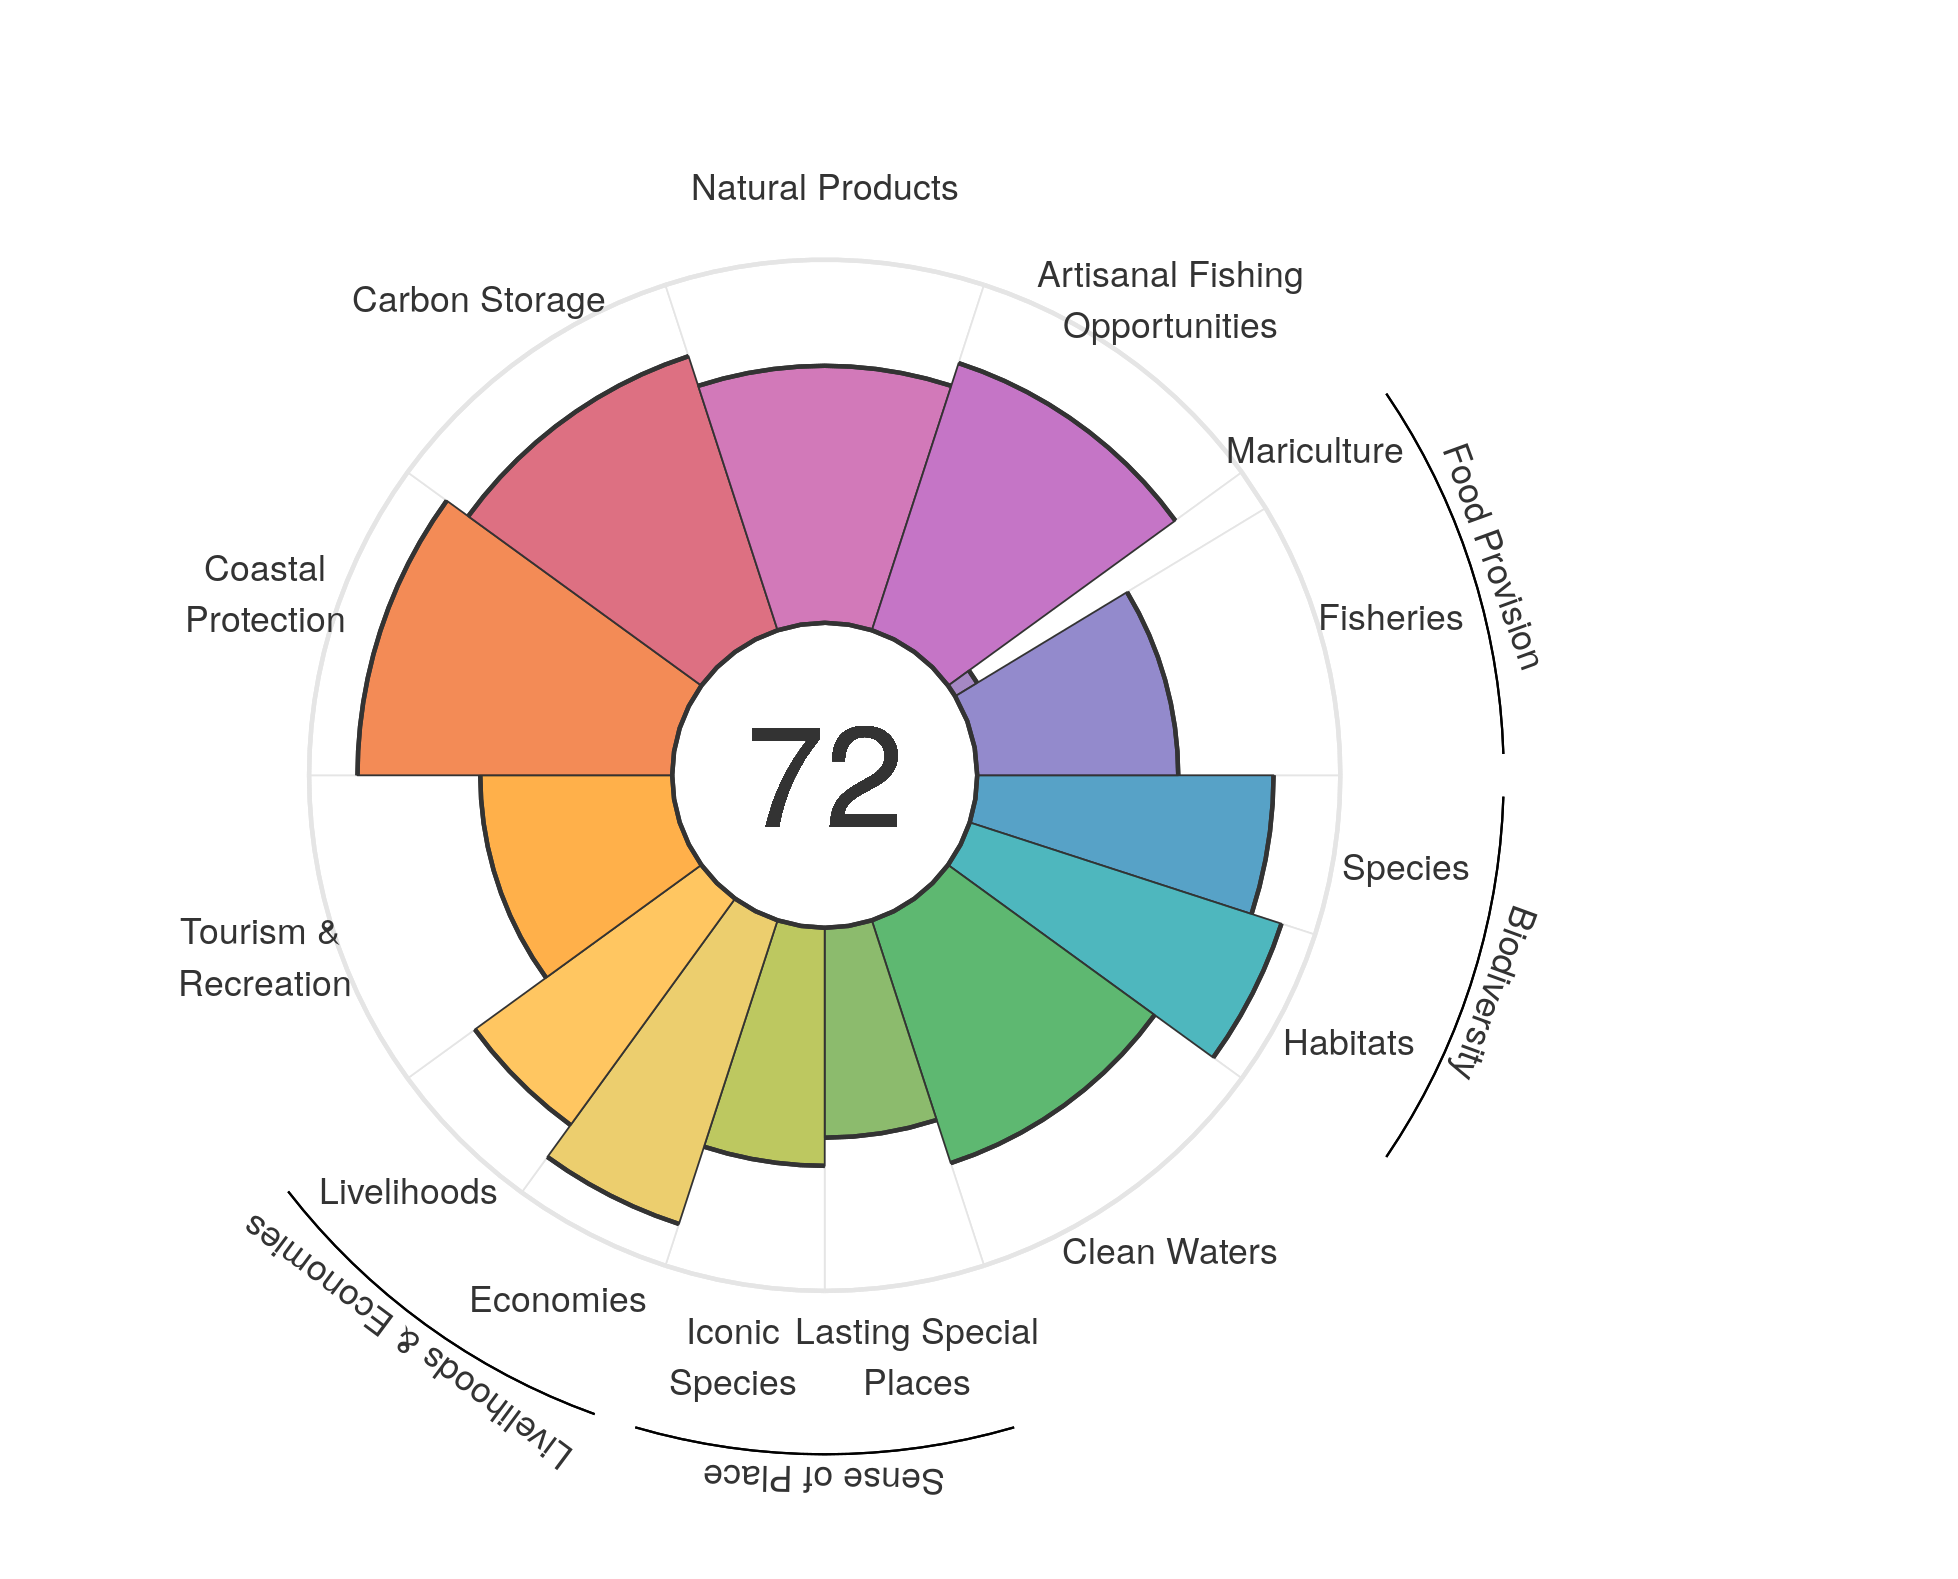 Natural Products
Artisanal Fishing
Opportunities
Carbon Storage
Mariculture
Food Provision
Fisheries
Coastal
Protection
72
Species
Biodiversity
Habitats
Tourism &
Recreation
Livelihoods
Clean Waters
Economies
Livelihoods & Economies
Iconic
Species
Lasting Special
Places
Sense of Place